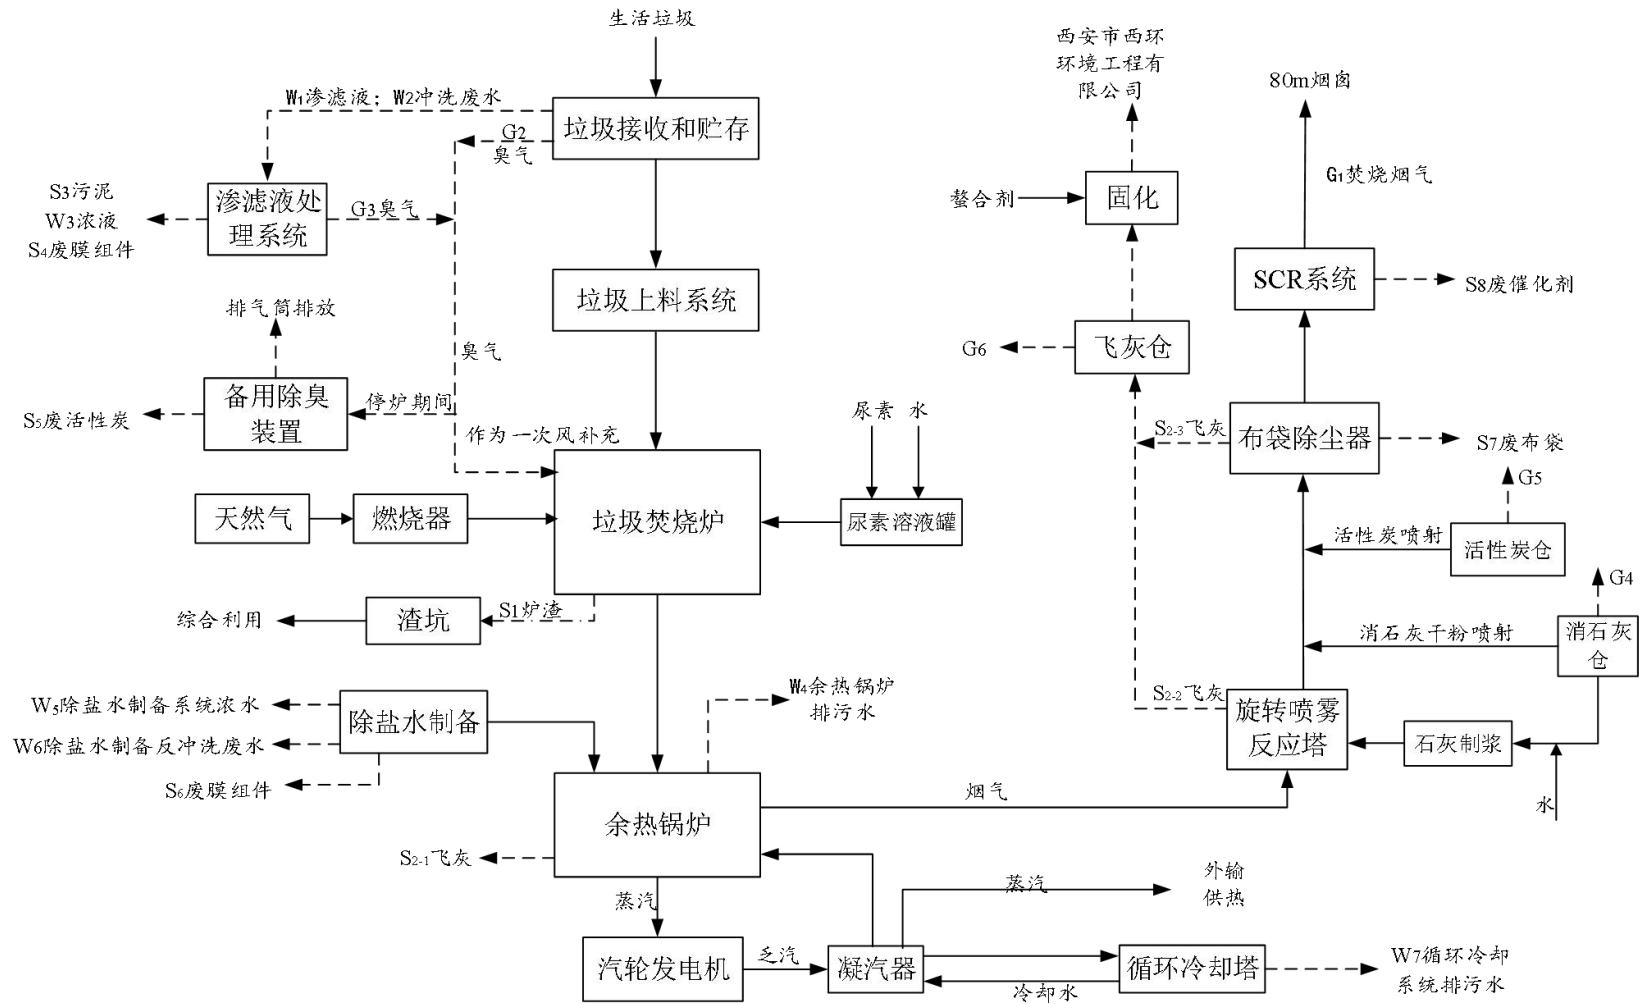 生活垃圾
W1渗滤液；W2冲洗废水
垃圾接收和贮存
G2
臭气
S3污泥
W3浓液
S4废膜组件
渗滤液处
理系统
G3臭气
垃圾上料系统
排气筒排放
臭气
备用除臭
装置
S5废活性炭
停炉期间
作为一次风补充
天然气
燃烧器
垃圾焚烧炉
尿素
水
尿素溶液罐
综合利用
渣坑
S1炉渣
W5除盐水制备系统浓水
W6除盐水制备反冲洗废水
除盐水制备
S6废膜组件
W4余热锅炉
排污水
余热锅炉
烟气
S2-1飞灰
蒸汽
汽轮发电机
乏汽
凝汽器
蒸汽
外输
供热
冷却水
循环冷却塔
W7循环冷却
系统排污水
西安市西环
环境工程有
限公司
螯合剂
固化
飞灰仓
G6
80m烟囱
G1焚烧烟气
SCR系统
S8废催化剂
S2-3飞灰
布袋除尘器
S7废布袋
G5
活性炭喷射
活性炭仓
G4
消石灰干粉喷射
消石灰
仓
S2-2飞灰
旋转喷雾
反应塔
石灰制浆
水